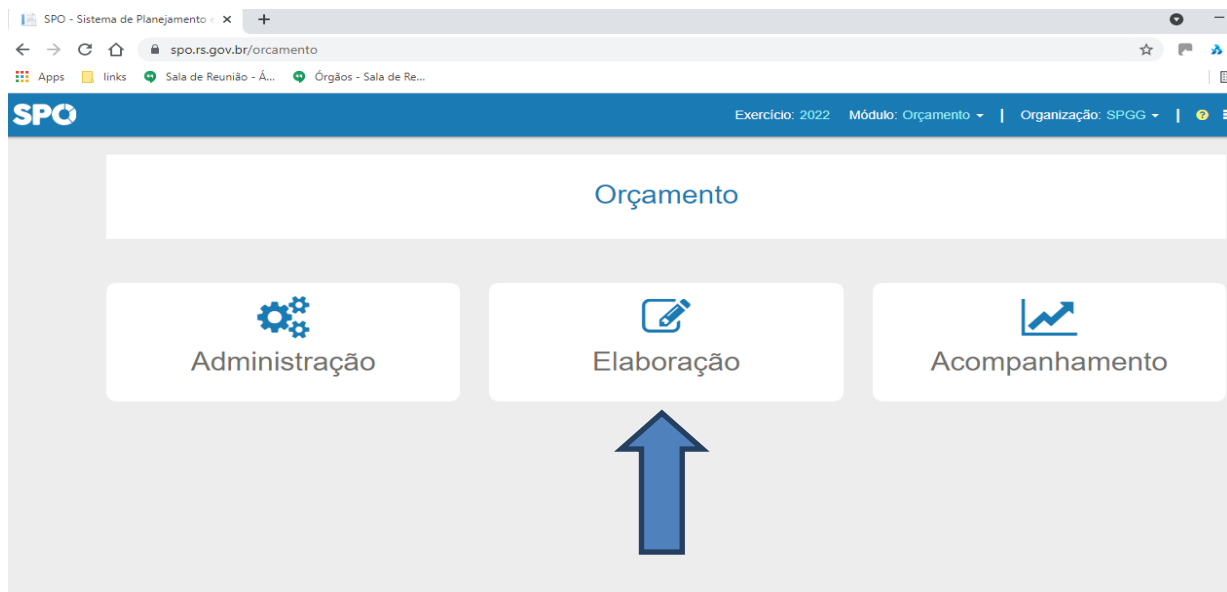 SPO - Sistema de Planejamento e
spo.rs.gov.br/orcamento
Apps links Sala de Reunião - Á... Órgãos - Sala de Re...
SPO Exercício: 2022 Módulo: Orçamento | Organização: SPGG | ?
Orçamento
Administração Elaboração Acompanhamento